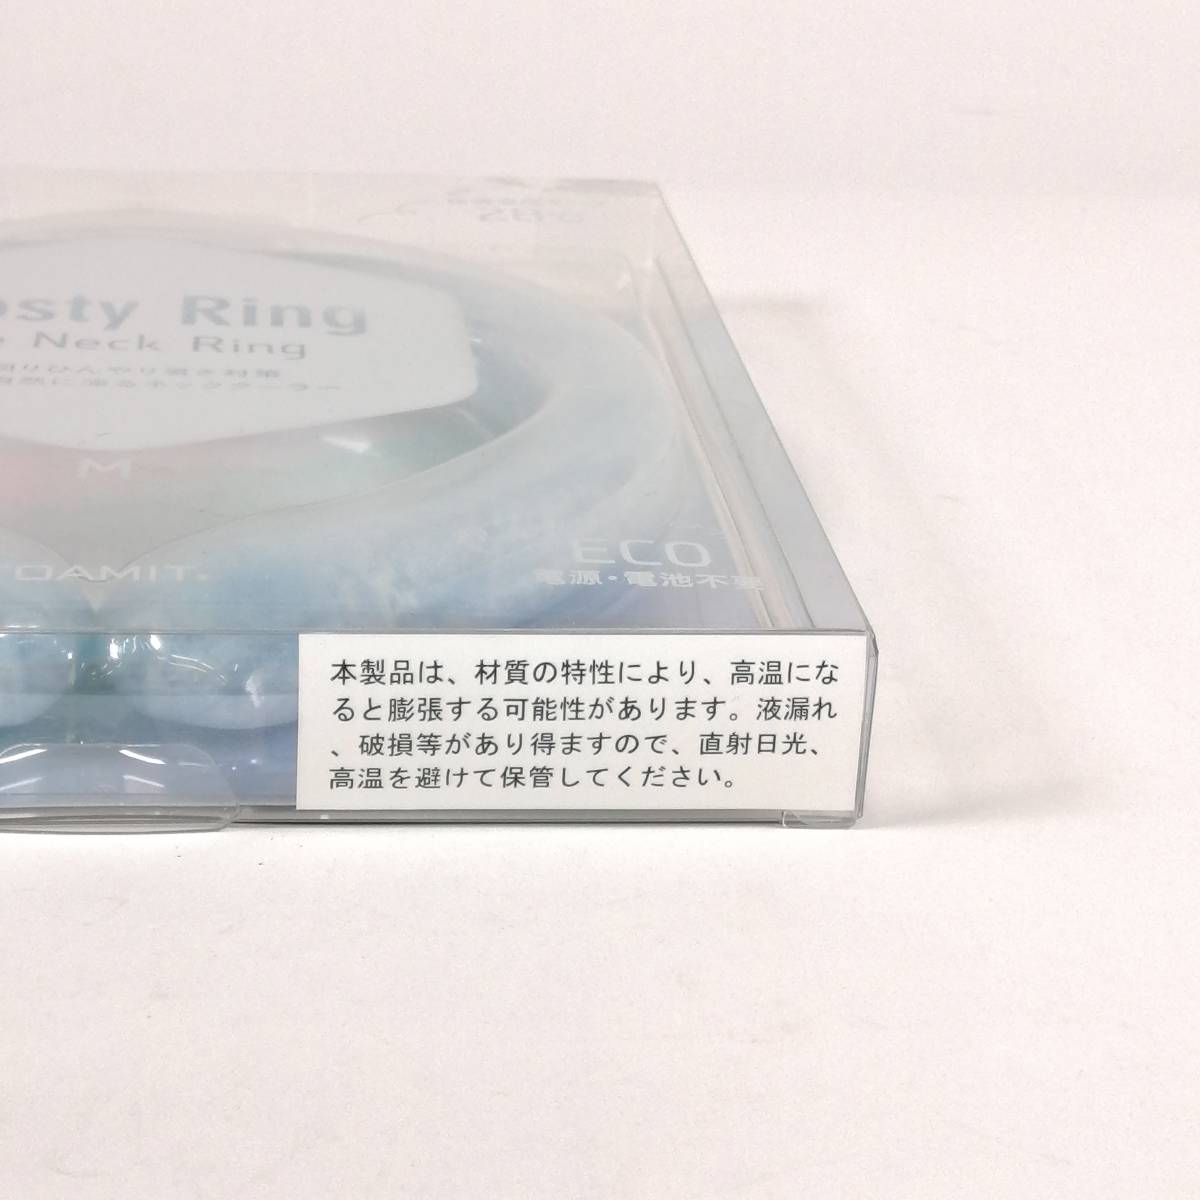 28℃
osty Ring
Neck Ring
M
OAMIT
ECO
電源・電池不要
本製品は、材質の特性により、高温にな
ると膨張する可能性があります。液漏れ
、破損等があり得ますので、直射日光、
高温を避けて保管してください。